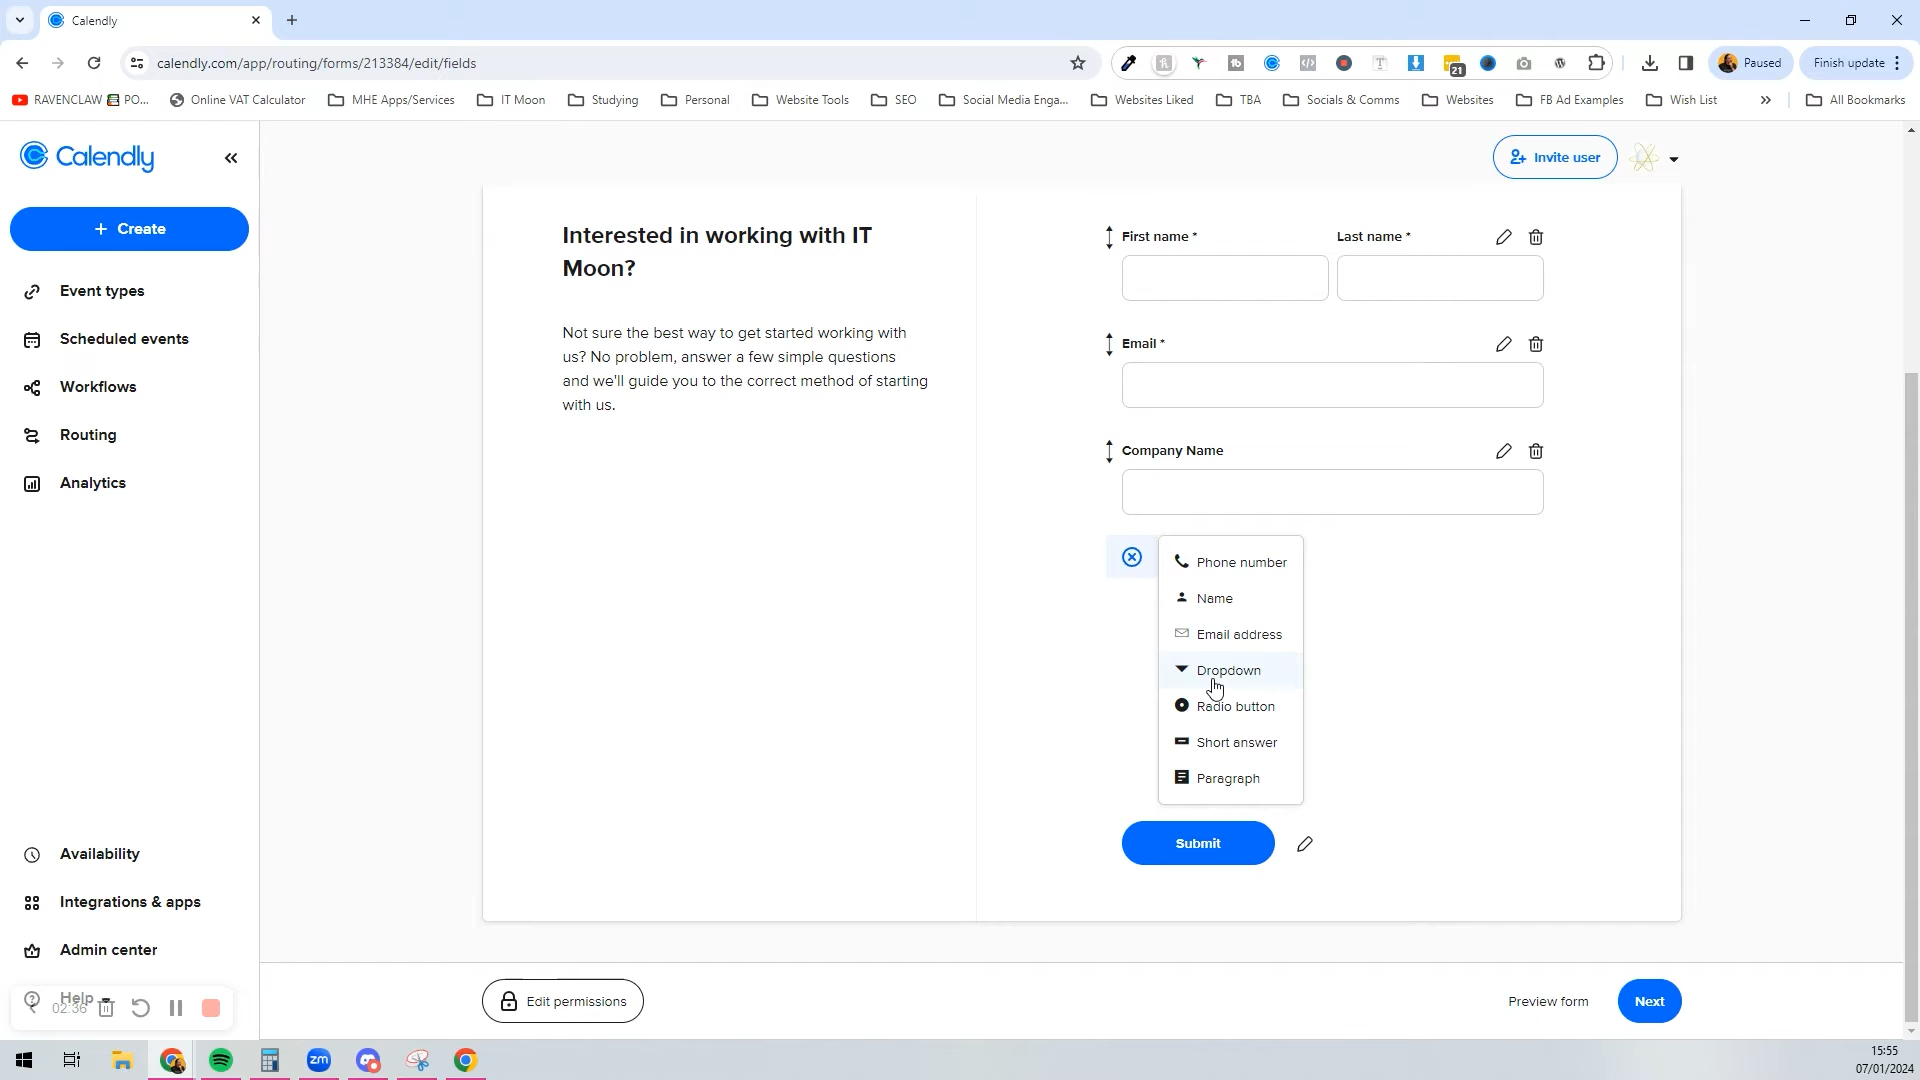 Calendly
calendly.com/app/routing/forms/213384/edit/fields
21
Paused
Finish update
RAVENCLAW
PO...
Online VAT Calculator
MHE Apps/Services
IT Moon
Studying
Personal
Website Tools
SEO
Social Media Enga...
Websites Liked
TBA
Socials & Comms
Websites
FB Ad Examples
Wish List
All Bookmarks
Calendly
Create
Event types
Scheduled events
Workflows
Routing
Analytics
Availability
Integrations & apps
Admin center
Help
02:36
Invite user
Interested in working with IT
Moon?
Not sure the best way to get started working with
us? No problem, answer a few simple questions
and we'll guide you to the correct method of starting
with us.
First name *
Last name *
Email *
Company Name
Phone number
Name
Email address
Dropdown
Radio button
Short answer
Paragraph
Submit
Edit permissions
Preview form
Next
zm
15:55
07/01/2024